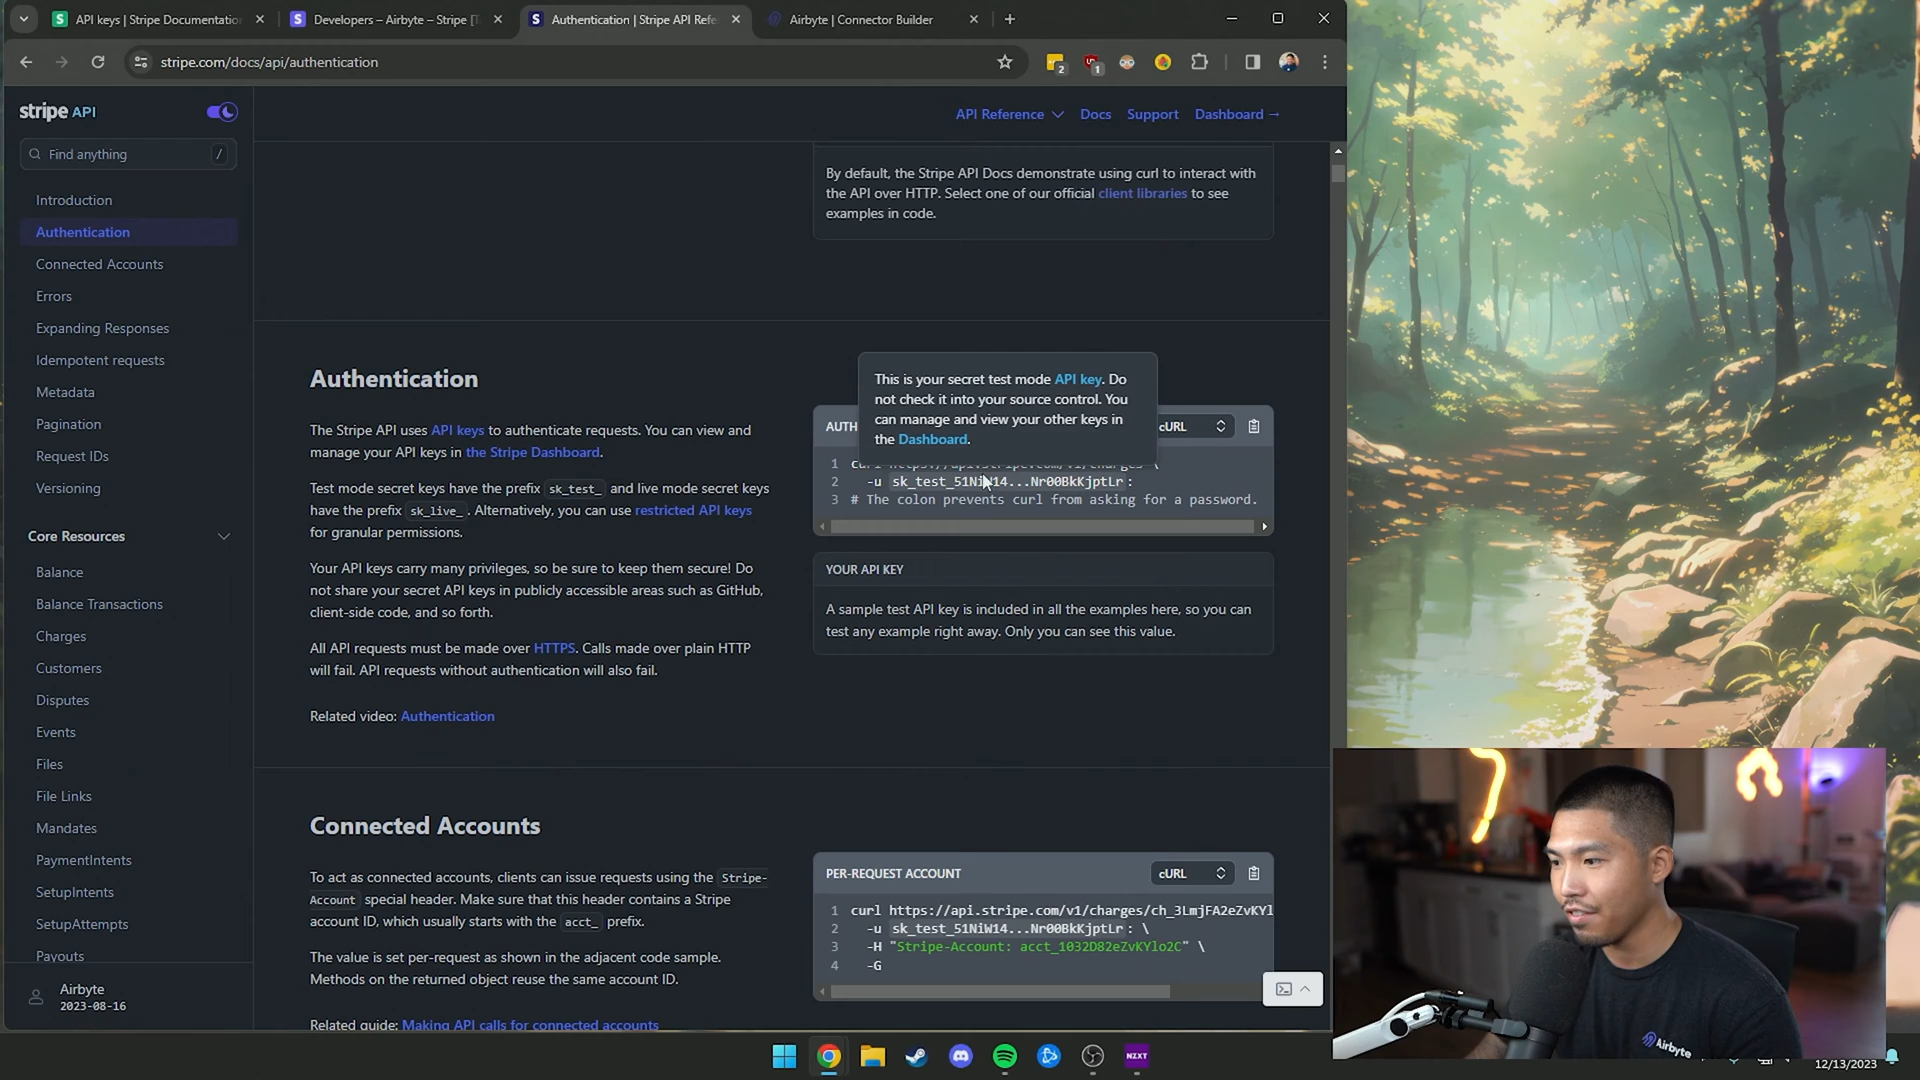 API keys | Stripe Documentatio
Developers – Airbyte – Stripe [T
Authentication | Stripe API Refe
Airbyte | Connector Builder
stripe.com/docs/api/authentication
2
1
stripe API
API Reference
Docs
Support
Dashboard →
Find anything
/
Introduction
Authentication
Connected Accounts
Errors
Expanding Responses
Idempotent requests
Metadata
Pagination
Request IDs
Versioning
Core Resources
Balance
Balance Transactions
Charges
Customers
Disputes
Events
Files
File Links
Mandates
PaymentIntents
SetupIntents
SetupAttempts
Payouts
Airbyte
2023-08-16
By default, the Stripe API Docs demonstrate using curl to interact with
the API over HTTP. Select one of our official client libraries to see
examples in code.
Authentication
The Stripe API uses API keys to authenticate requests. You can view and
manage your API keys in the Stripe Dashboard.
Test mode secret keys have the prefix sk_test_ and live mode secret keys
have the prefix sk_live_. Alternatively, you can use restricted API keys
for granular permissions.
Your API keys carry many privileges, so be sure to keep them secure! Do
not share your secret API keys in publicly accessible areas such as GitHub,
client-side code, and so forth.
All API requests must be made over HTTPS. Calls made over plain HTTP
will fail. API requests without authentication will also fail.
Related video: Authentication
This is your secret test mode API key. Do
not check it into your source control. You
can manage and view your other keys in
the Dashboard.
AUTH
cURL
1 curl https://api.stripe.com/v1/charges \
2 -u sk_test_51NiW14...Nr00BkKjptLr:
3 # The colon prevents curl from asking for a password.
YOUR API KEY
A sample test API key is included in all the examples here, so you can
test any example right away. Only you can see this value.
Connected Accounts
To act as connected accounts, clients can issue requests using the Stripe-
Account special header. Make sure that this header contains a Stripe
account ID, which usually starts with the acct_ prefix.
The value is set per-request as shown in the adjacent code sample.
Methods on the returned object reuse the same account ID.
Related guide: Making API calls for connected accounts
PER-REQUEST ACCOUNT
cURL
1 curl https://api.stripe.com/v1/charges/ch_3LmjFA2eZvKYl
2 -u sk_test_51NiW14...Nr00BkKjptLr: \
3 -H "Stripe-Account: acct_1032D82eZvKYlo2C" \
4 -G
Airbyte
NZXT
12/13/2023